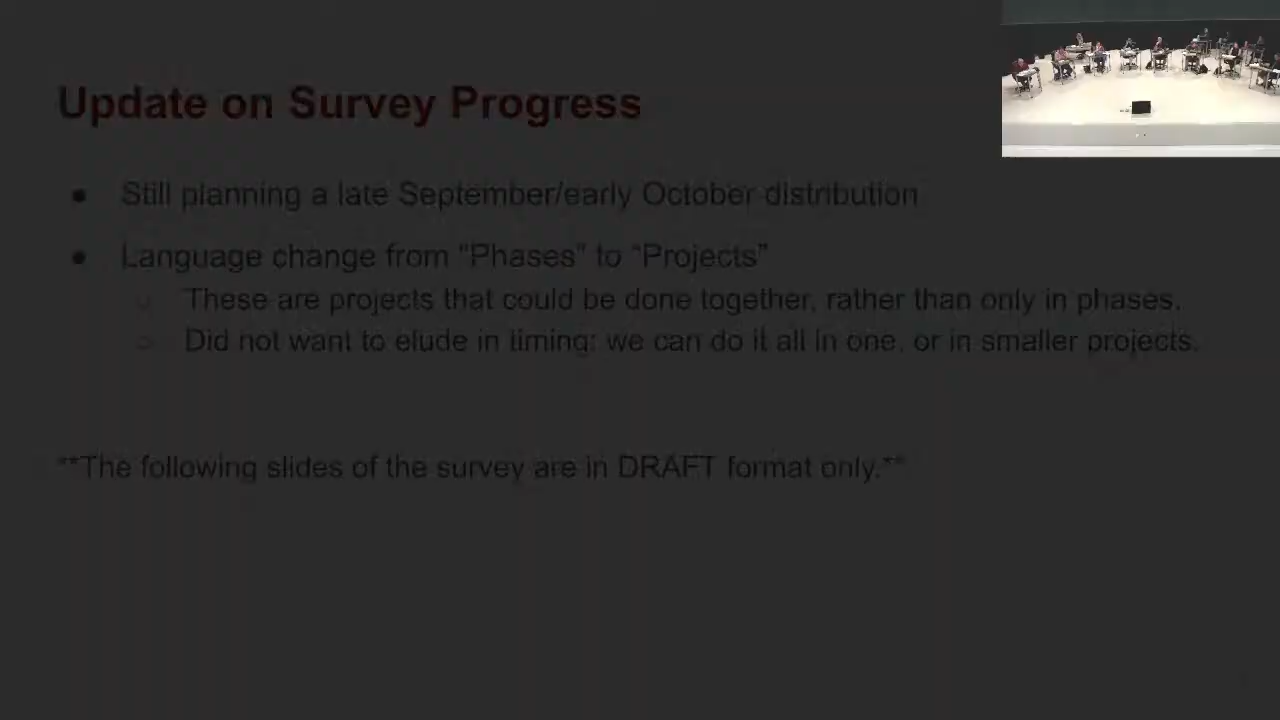 Update on Survey Progress
● Still planning a late September/early October distribution
● Language change from "Phases" to "Projects"
○ These are projects that could be done together, rather than only in phases.
○ Did not want to elude in timing; we can do it all in one, or in smaller projects.
**The following slides of the survey are in DRAFT format only.**